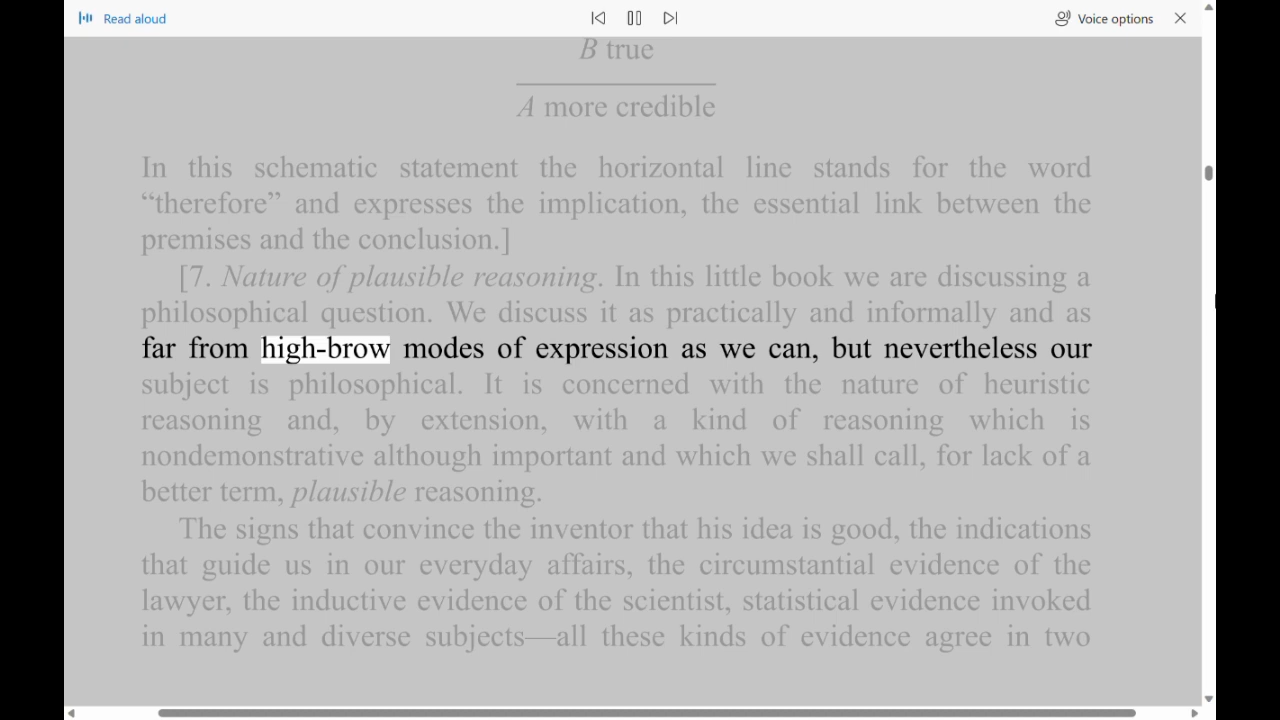 Read aloud
Voice options
B true
A more credible
In this schematic statement the horizontal line stands for the word
“therefore” and expresses the implication, the essential link between the
premises and the conclusion.]
[7. Nature of plausible reasoning. In this little book we are discussing a
philosophical question. We discuss it as practically and informally and as
far from high-brow modes of expression as we can, but nevertheless our
subject is philosophical. It is concerned with the nature of heuristic
reasoning and, by extension, with a kind of reasoning which is
nondemonstrative although important and which we shall call, for lack of a
better term, plausible reasoning.
The signs that convince the inventor that his idea is good, the indications
that guide us in our everyday affairs, the circumstantial evidence of the
lawyer, the inductive evidence of the scientist, statistical evidence invoked
in many and diverse subjects—all these kinds of evidence agree in two